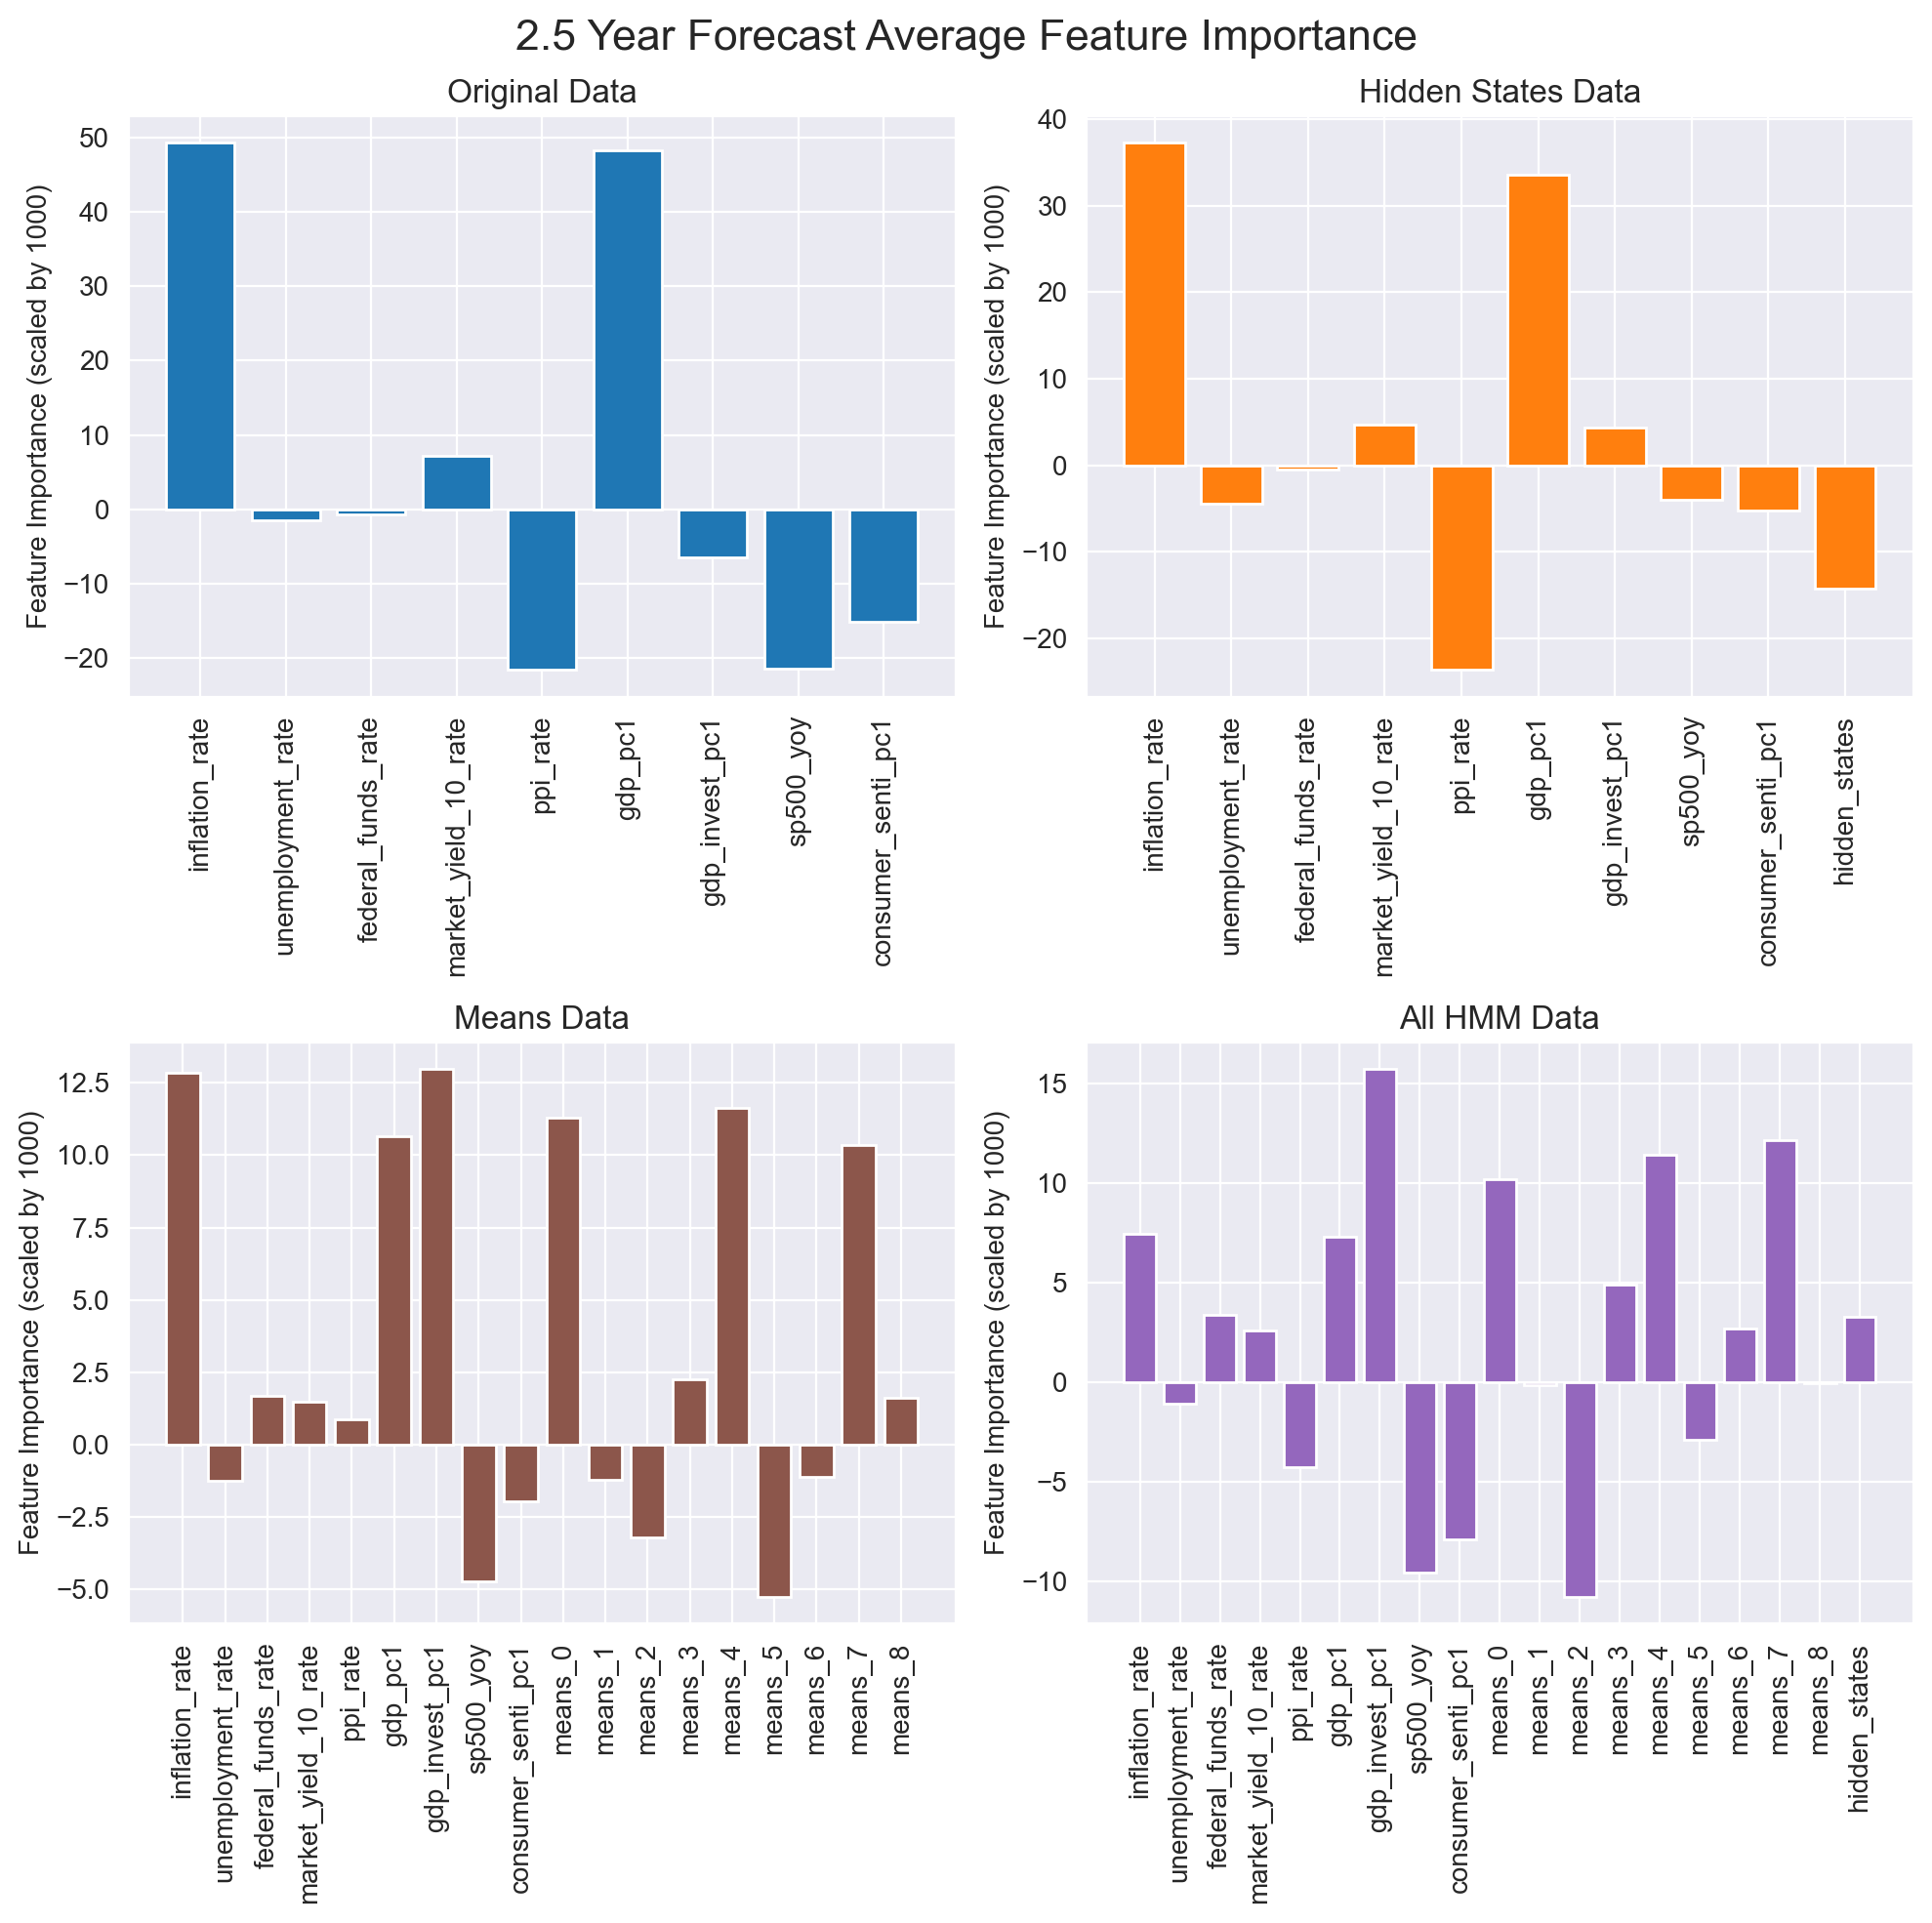 2.5 Year Forecast Average Feature Importance
Original Data
Feature Importance (scaled by 1000)
50
40
30
20
10
0
−10
−20
inflation_rate
unemployment_rate
federal_funds_rate
market_yield_10_rate
ppi_rate
gdp_pc1
gdp_invest_pc1
sp500_yoy
consumer_senti_pc1
Hidden States Data
Feature Importance (scaled by 1000)
40
30
20
10
0
−10
−20
inflation_rate
unemployment_rate
federal_funds_rate
market_yield_10_rate
ppi_rate
gdp_pc1
gdp_invest_pc1
sp500_yoy
consumer_senti_pc1
hidden_states
Means Data
Feature Importance (scaled by 1000)
12.5
10.0
7.5
5.0
2.5
0.0
−2.5
−5.0
inflation_rate
unemployment_rate
federal_funds_rate
market_yield_10_rate
ppi_rate
gdp_pc1
gdp_invest_pc1
sp500_yoy
consumer_senti_pc1
means_0
means_1
means_2
means_3
means_4
means_5
means_6
means_7
means_8
All HMM Data
Feature Importance (scaled by 1000)
15
10
5
0
−5
−10
inflation_rate
unemployment_rate
federal_funds_rate
market_yield_10_rate
ppi_rate
gdp_pc1
gdp_invest_pc1
sp500_yoy
consumer_senti_pc1
means_0
means_1
means_2
means_3
means_4
means_5
means_6
means_7
means_8
hidden_states